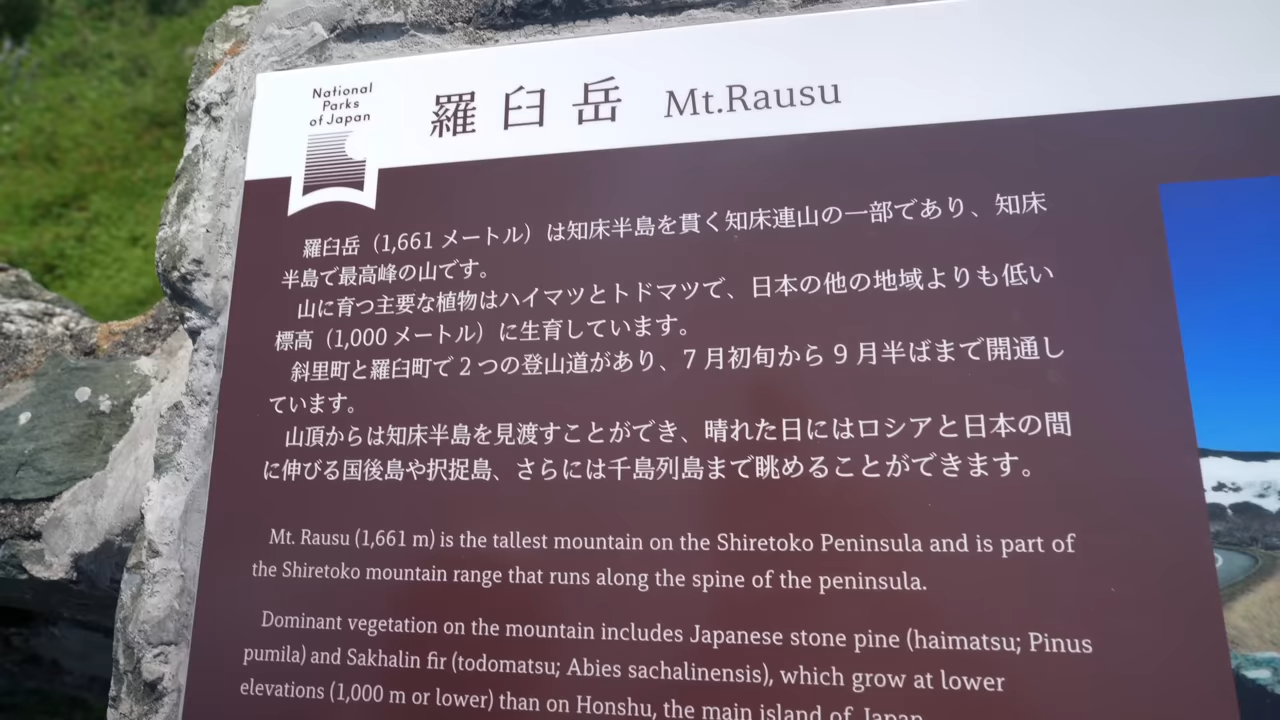 National
Parks
of Japan
羅臼岳 Mt.Rausu
羅臼岳（1,661 メートル）は知床半島を貫く知床連山の一部であり、知床
半島で最高峰の山です。
山に育つ主要な植物はハイマツとトドマツで、日本の他の地域よりも低い
標高（1,000 メートル）に生育しています。
斜里町と羅臼町で 2 つの登山道があり、7 月初旬から 9 月半ばまで開通し
ています。
山頂からは知床半島を見渡すことができ、晴れた日にはロシアと日本の間
に伸びる国後島や択捉島、さらには千島列島まで眺めることができます。
Mt. Rausu (1,661 m) is the tallest mountain on the Shiretoko Peninsula and is part of
the Shiretoko mountain range that runs along the spine of the peninsula.
Dominant vegetation on the mountain includes Japanese stone pine (haimatsu; Pinus
pumila) and Sakhalin fir (todomatsu; Abies sachalinensis), which grow at lower
elevations (1,000 m or lower) than on Honshu, the main island of Japan.